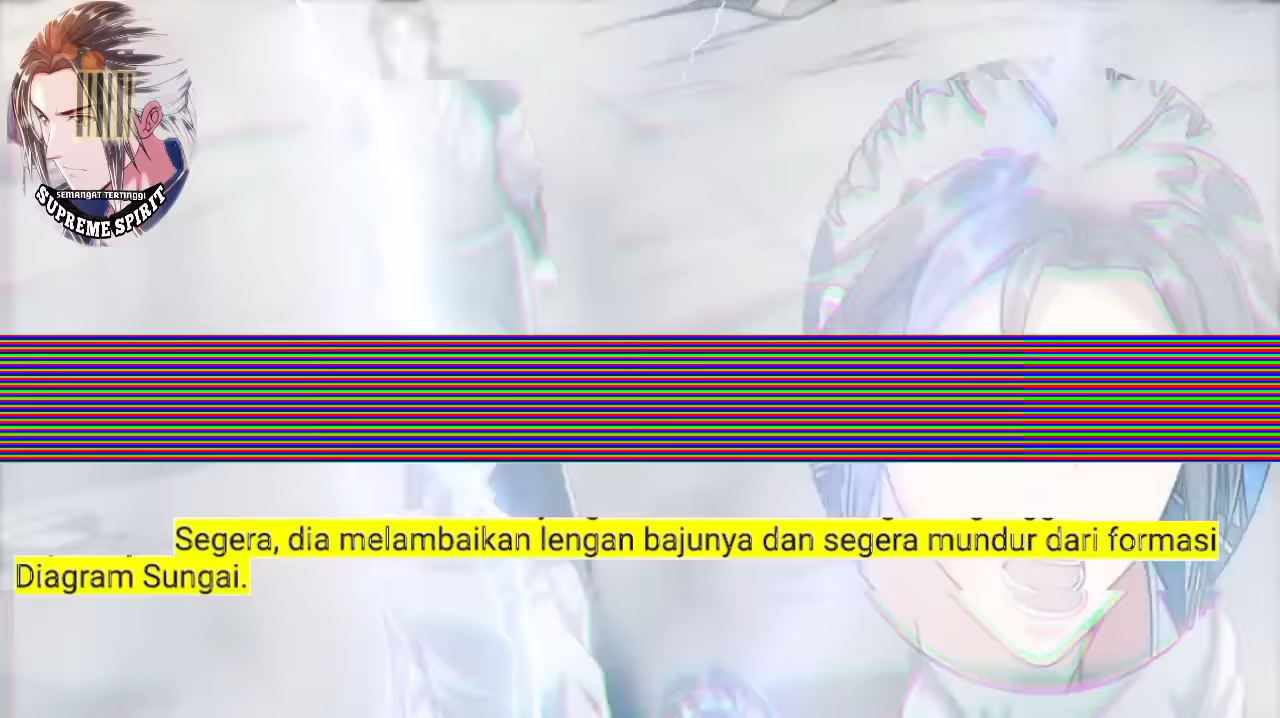 SEMANGAT TERTINGGI
SUPREME SPIRIT
Segera, dia melambaikan lengan bajunya dan segera mundur dari formasi
Diagram Sungai.